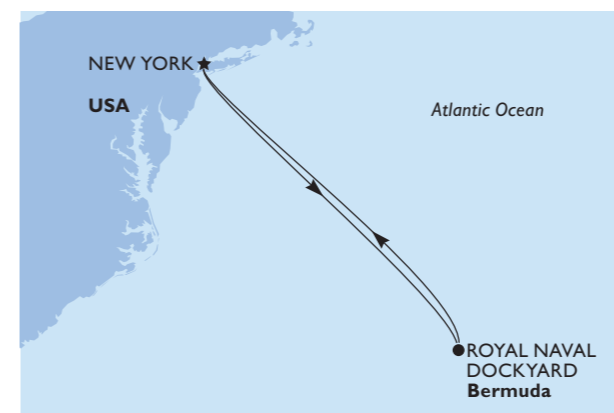 NEW YORK
USA
Atlantic Ocean
ROYAL NAVAL
DOCKYARD
Bermuda